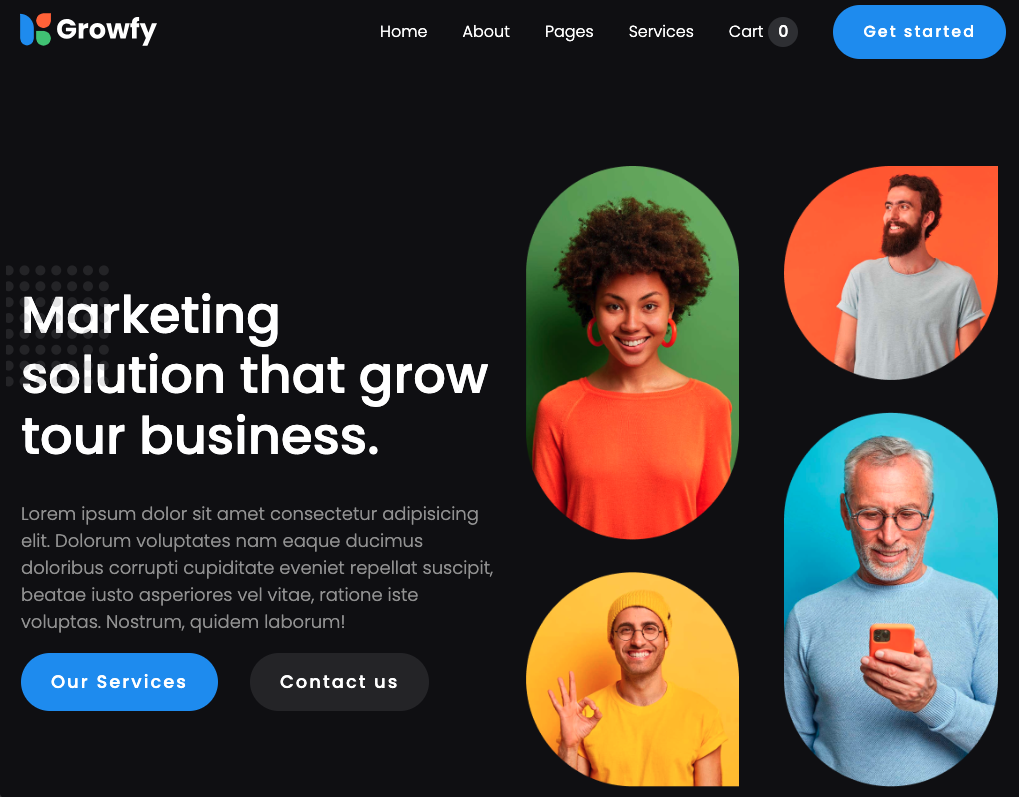 Growfy
Home About Pages Services Cart 0 Get started
Marketing
solution that grow
tour business.
Lorem ipsum dolor sit amet consectetur adipisicing
elit. Dolorum voluptates nam eaque ducimus
doloribus corrupti cupiditate eveniet repellat suscipit,
beatae iusto asperiores vel vitae, ratione iste
voluptas. Nostrum, quidem laborum!
Our Services Contact us